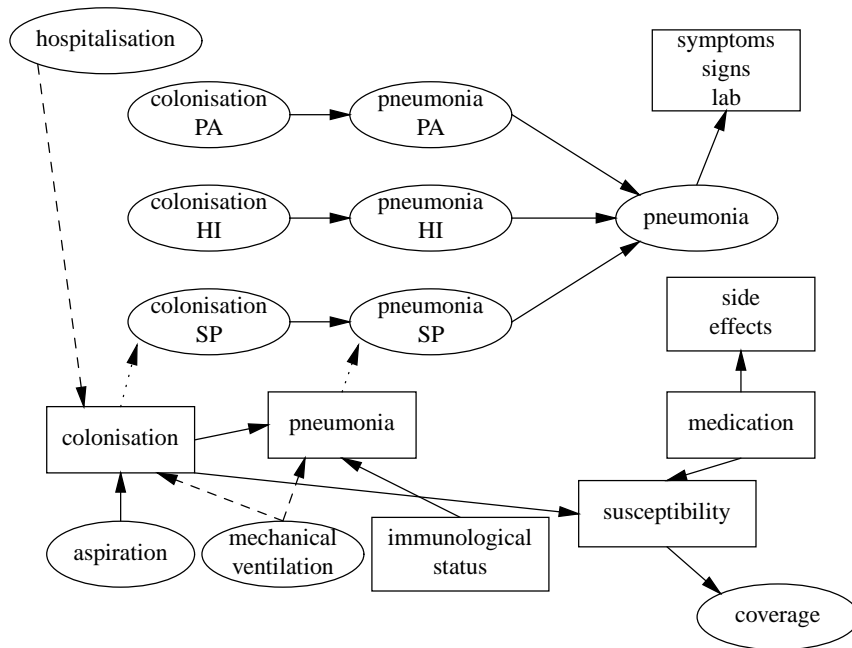 hospitalisation
symptoms
signs
lab
colonisation
PA
pneumonia
PA
colonisation
HI
pneumonia
HI
pneumonia
colonisation
SP
pneumonia
SP
side
effects
colonisation
pneumonia
medication
susceptibility
aspiration
mechanical
ventilation
immunological
status
coverage